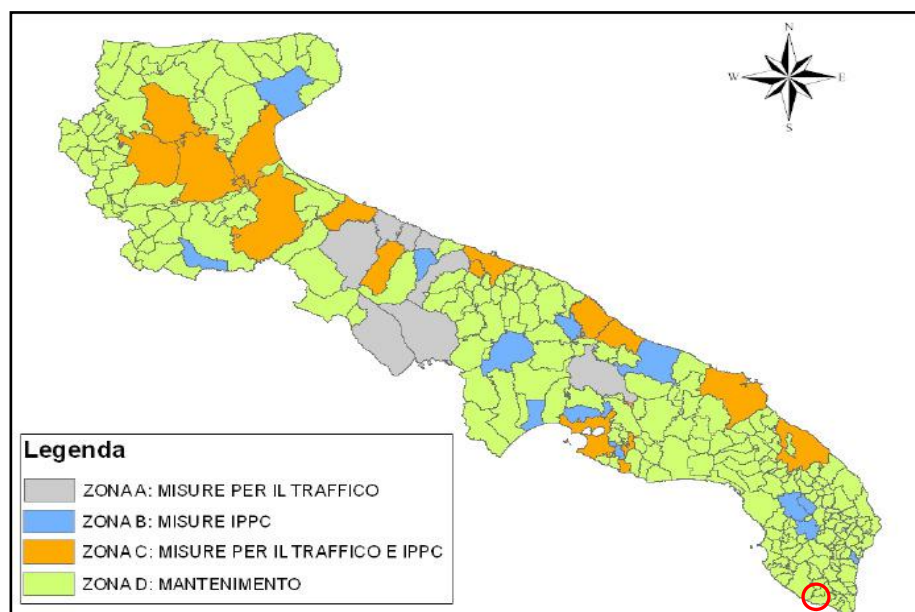 N
W E
S
Legenda
ZONA A: MISURE PER IL TRAFFICO
ZONA B: MISURE IPPC
ZONA C: MISURE PER IL TRAFFICO E IPPC
ZONA D: MANTENIMENTO